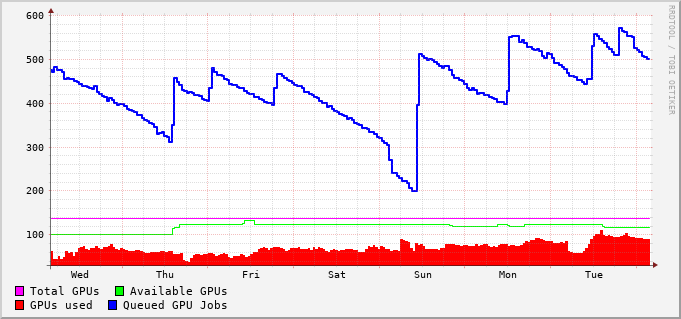 600
500
400
300
200
100
Wed Thu Fri Sat Sun Mon Tue
Total GPUs Available GPUs
GPUs used Queued GPU Jobs
RRDTOOL / TOBI OETIKER